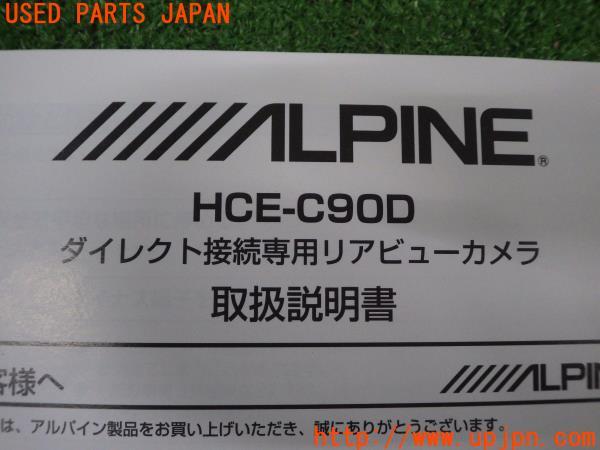 USED PARTS JAPAN
ALPINE®
HCE-C90D
ダイレクト接続専用リアビューカメラ
取扱説明書
客様へ
ALPIN
は、アルパイン製品をお買い上げいただき、誠にありがとうございます。
http://www.upjpn.com